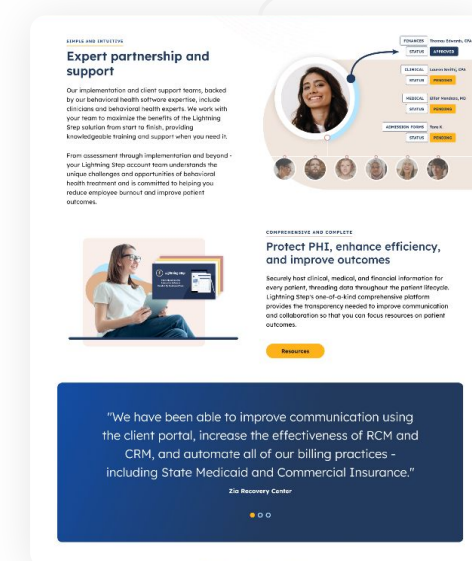 SIMPLE AND INTUITIVE
Expert partnership and
support
Our implementation and client support teams, backed
by our behavioral health software expertise, include
clinicians and behavioral health experts. We work with
your team to maximize the benefits of the Lightning
Step solution from start to finish, providing
knowledgeable training and support when you need it.
From assessment through implementation and beyond -
your Lightning Step account team understands the
unique challenges and opportunities of behavioral
health treatment and is committed to helping you
reduce employee burnout and improve patient
outcomes.
FINANCES Thomas Edwards, CPA
STATUS APPROVED
CLINICAL
STATUS PENDING
MEDICAL
STATUS PENDING
ADMISSION FORMS
STATUS PENDING
lightning step
COMPREHENSIVE AND COMPLETE
Protect PHI, enhance efficiency,
and improve outcomes
Securely host clinical, medical, and financial information for
every patient, threading data throughout the patient lifecycle.
Lightning Step's one-of-a-kind comprehensive platform
provides the transparency needed to improve communication
and collaboration so that you can focus resources on patient
outcomes.
Resources
"We have been able to improve communication using
the client portal, increase the effectiveness of RCM and
CRM, and automate all of our billing practices -
including State Medicaid and Commercial Insurance."
Zia Recovery Center